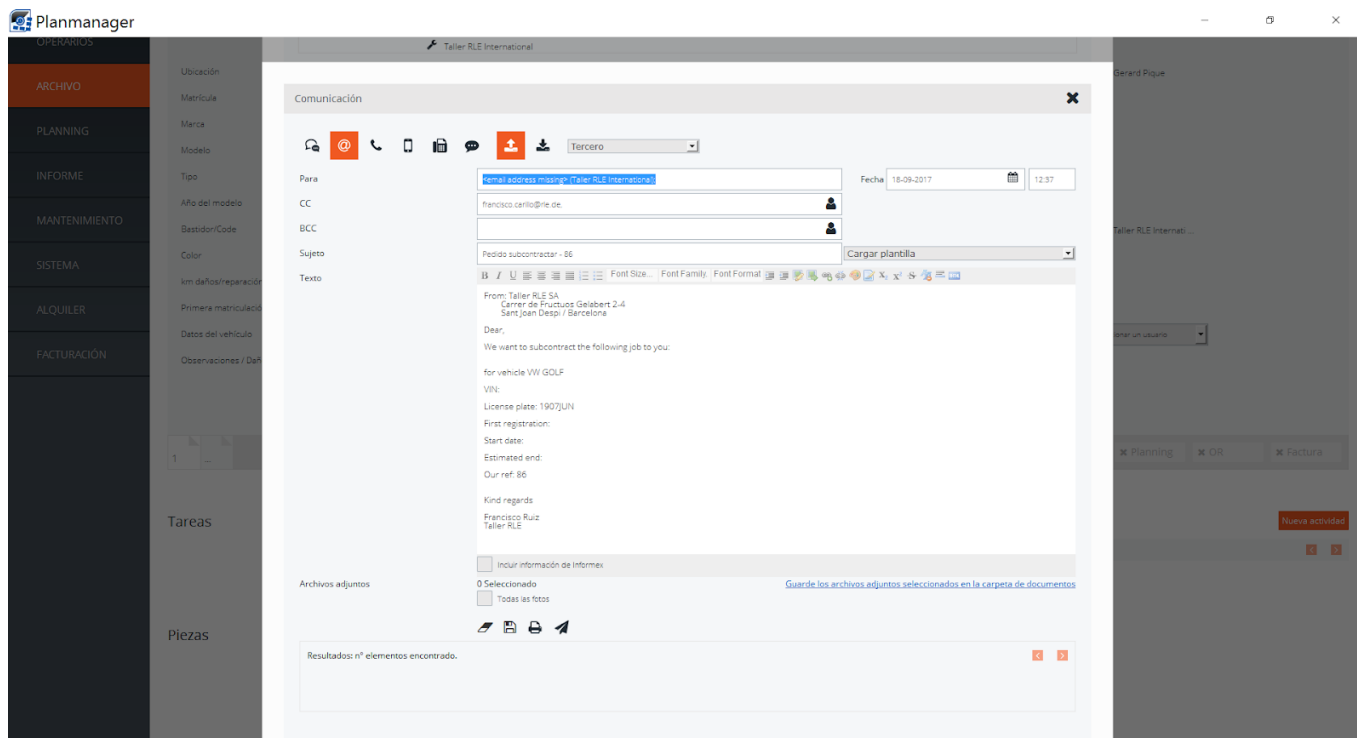 Planmanager
OPERARIOS
ARCHIVO
PLANNING
INFORME
MANTENIMIENTO
SISTEMA
ALQUILER
FACTURACIÓN
Taller RLE International
Ubicación
Matrícula
Marca
Modelo
Tipo
Año del modelo
Bastidor/Code
Color
km daños/reparación
Primera matriculació
Datos del vehículo
Observaciones / Dañ
Gerard Pique
Taller RLE Internati ...
ionar un usuario
Comunicación
Tercero
Para
<email address missing> (Taller RLE International);
Fecha 18-09-2017 12:37
CC
francisco.carillo@rle.de,
BCC
Sujeto
Pedido subcontractar - 86
Cargar plantilla
Texto
B I U Font Size... Font Family. Font Format
From: Taller RLE SA
Carrer de Fructuos Gelabert 2-4
Sant Joan Despi / Barcelona
Dear,
We want to subcontract the following job to you:
for vehicle VW GOLF
VIN:
License plate: 1907JUN
First registration:
Start date:
Estimated end:
Our ref: 86
Kind regards
Francisco Ruiz
Taller RLE
Incluir información de Informex
Archivos adjuntos
0 Seleccionado
Guarde los archivos adjuntos seleccionados en la carpeta de documentos
Todas las fotos
Resultados: nº elementos encontrado.
1 ...
Planning
OR
Factura
Tareas
Nueva actividad
Piezas